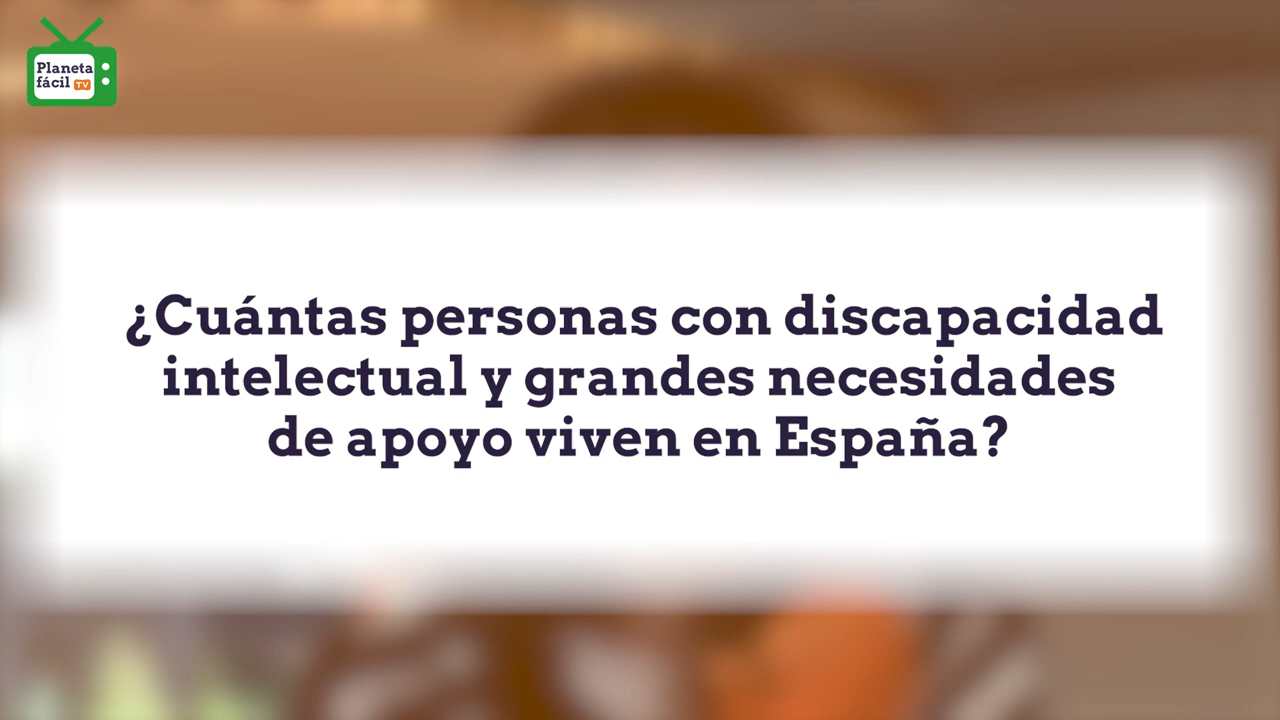 Planeta
fácil TV
¿Cuántas personas con discapacidad
intelectual y grandes necesidades
de apoyo viven en España?